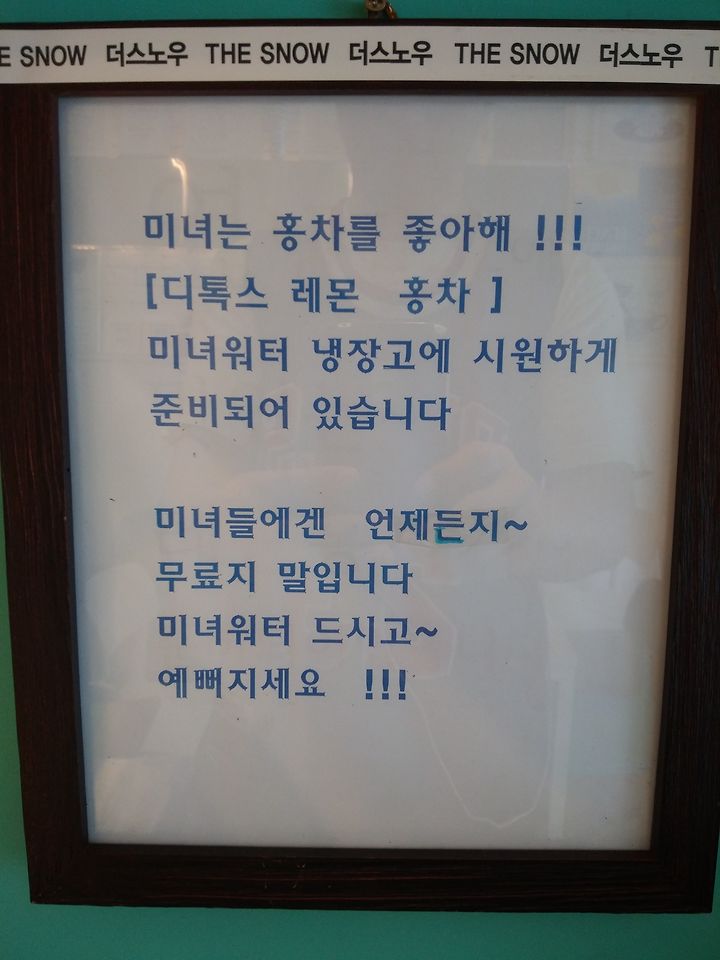 E SNOW 더스노우 THE SNOW 더스노우 THE SNOW 더스노우 T
미녀는 홍차를 좋아해 !!!
[디톡스 레몬 홍차 ]
미녀워터 냉장고에 시원하게
준비되어 있습니다
미녀들에겐 언제든지~
무료지 말입니다
미녀워터 드시고~
예뻐지세요 !!!